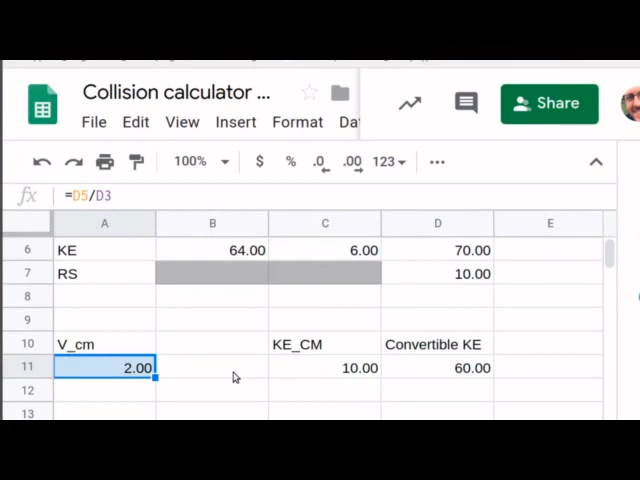 Collision calculator ...
Share
File Edit View Insert Format Dat
100% $ % .0 .00 123 ...
fx =D5/D3
A B C D E
6 KE 64.00 6.00 70.00
7 RS 10.00
8
9
10 V_cm KE_CM Convertible KE
11 2.00 10.00 60.00
12
13